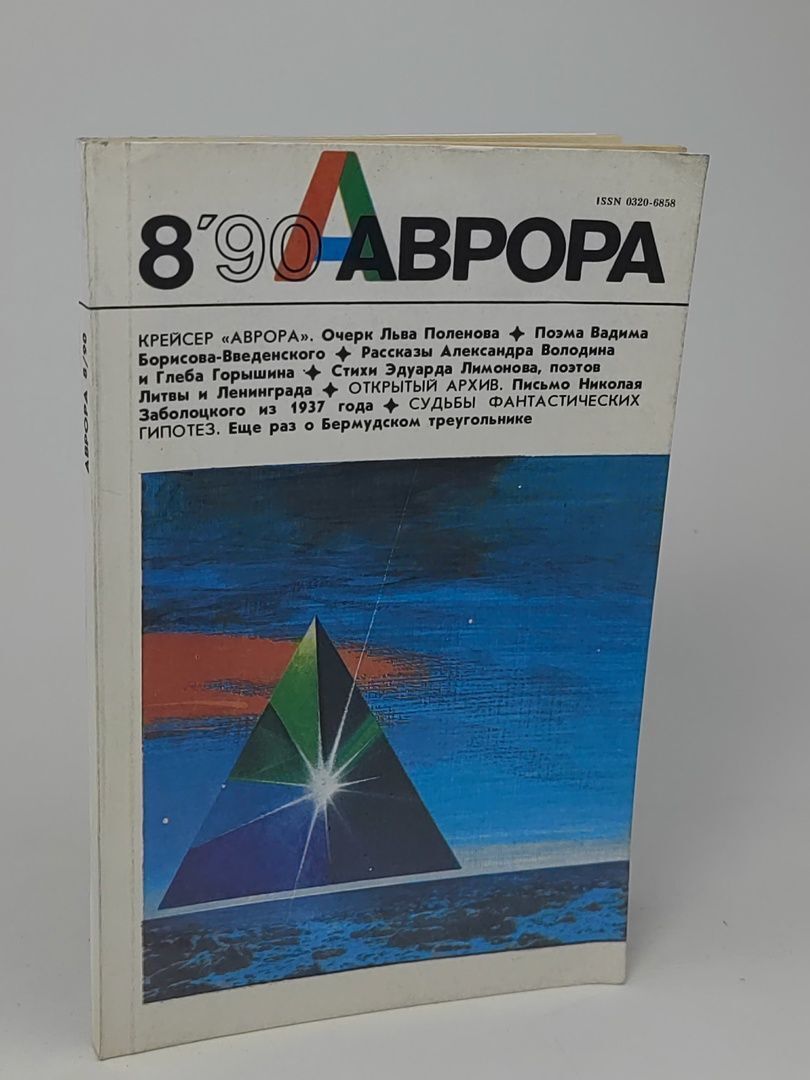 ISSN 0320-6858
8'90 АВРОРА
КРЕЙСЕР «АВРОРА». Очерк Льва Поленова ✦ Поэма Вадима
Борисова-Введенского ✦ Рассказы Александра Володина
и Глеба Горышина ✦ Стихи Эдуарда Лимонова, поэтов
Литвы и Ленинграда ✦ ОТКРЫТЫЙ АРХИВ. Письмо Николая
Заболоцкого из 1937 года ✦ СУДЬБЫ ФАНТАСТИЧЕСКИХ
ГИПОТЕЗ. Еще раз о Бермудском треугольнике
АВРОРА 8/90